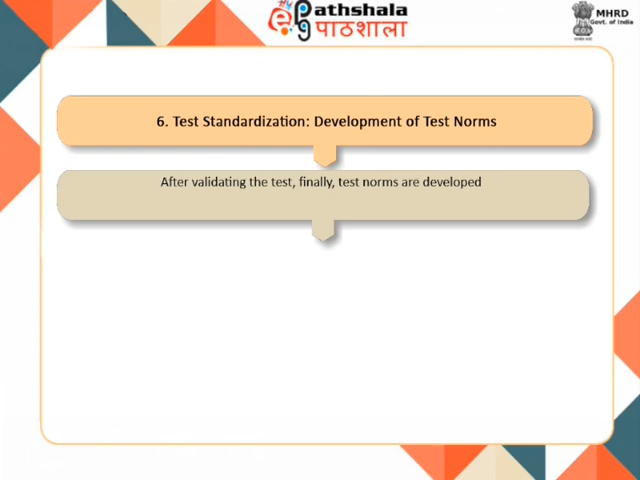 epg Pathshala
पाठशाला
MHRD
Govt. of India
6. Test Standardization: Development of Test Norms
After validating the test, finally, test norms are developed